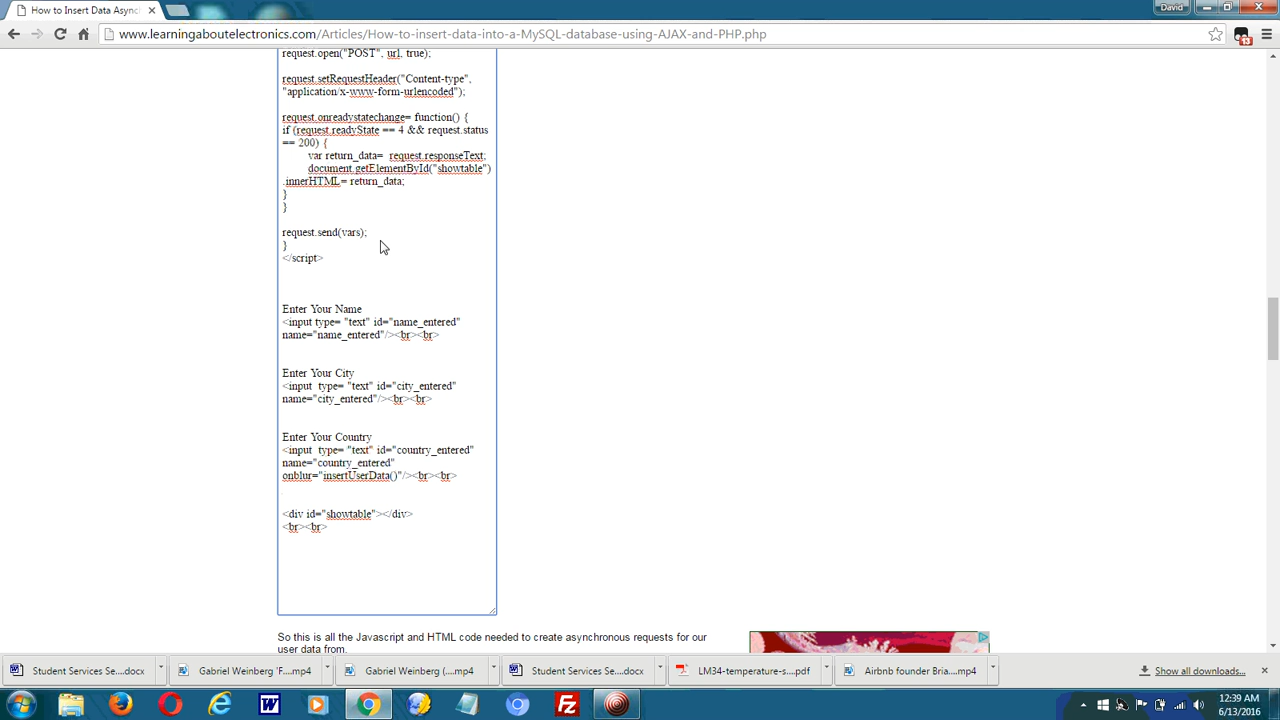 How to Insert Data Async
David
www.learningaboutelectronics.com/Articles/How-to-insert-data-into-a-MySQL-database-using-AJAX-and-PHP.php
13
request.open("POST", url, true);
request.setRequestHeader("Content-type",
"application/x-www-form-urlencoded");
request.onreadystatechange= function() {
if (request.readyState == 4 && request.status
== 200) {
var return_data= request.responseText;
document.getElementById("showtable")
.innerHTML= return_data;
}
}
request.send(vars);
}
</script>
Enter Your Name
<input type= "text" id="name_entered"
name="name_entered"/><br><br>
Enter Your City
<input type= "text" id="city_entered"
name="city_entered"/><br><br>
Enter Your Country
<input type= "text" id="country_entered"
name="country_entered"
onblur="insertUserData()"/><br><br>
<div id="showtable"></div>
<br><br>
So this is all the Javascript and HTML code needed to create asynchronous requests for our
user data from.
Student Services Se....docx
Gabriel Weinberg 'F....mp4
Gabriel Weinberg (....mp4
Student Services Se....docx
LM34-temperature-s....pdf
Airbnb founder Bria....mp4
Show all downloads...
12:39 AM
6/13/2016